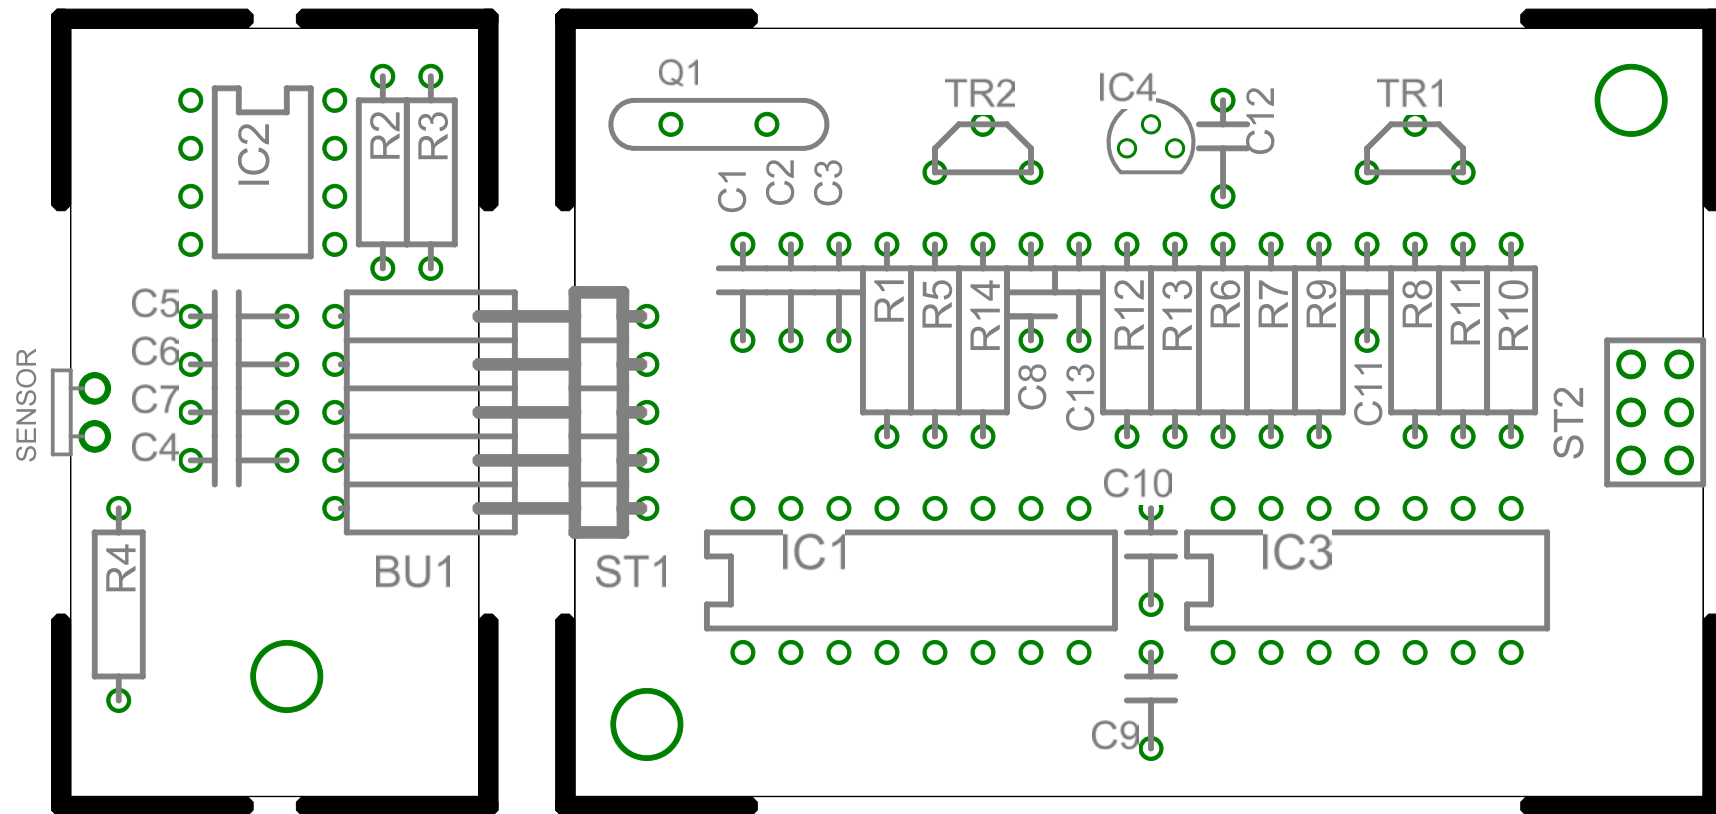 Q1
TR2
IC4
C12
TR1
IC2
R2
R3
C1
C2
C3
C5
C6
C7
C4
SENSOR
R1
R5
R14
C8
C13
R12
R13
R6
R7
R9
C11
R8
R11
R10
ST2
R4
BU1
ST1
IC1
C10
IC3
C9